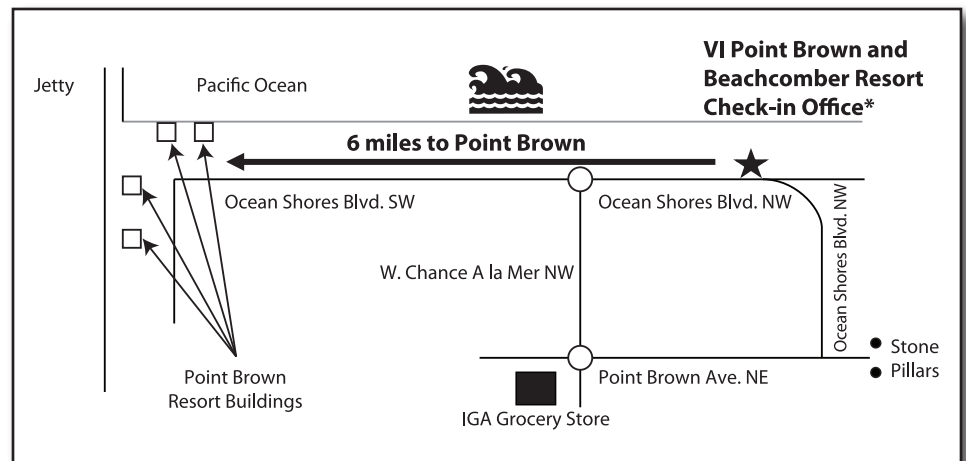 VI Point Brown and
Beachcomber Resort
Check-in Office*
Jetty
Pacific Ocean
6 miles to Point Brown
Ocean Shores Blvd. SW
Ocean Shores Blvd. NW
Ocean Shores Blvd. NW
W. Chance A la Mer NW
Stone
Pillars
Point Brown
Resort Buildings
Point Brown Ave. NE
IGA Grocery Store